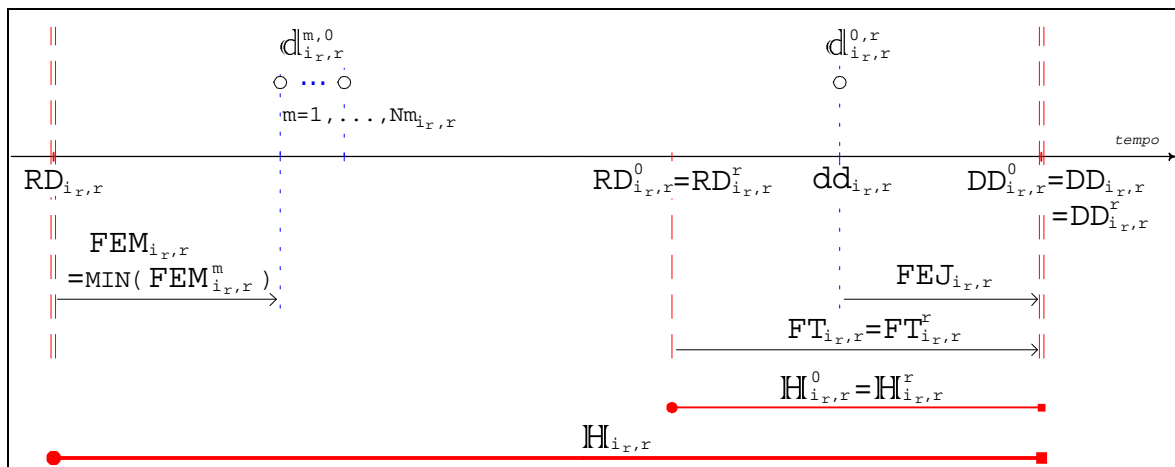 𝕕^{m,0}_{i_r,r} 𝕕^{0,r}_{i_r,r}
...
m=1,...,Nm_{i_r,r}
tempo
RD_{i_r,r} RD^0_{i_r,r}=RD^r_{i_r,r} dd_{i_r,r} DD^0_{i_r,r}=DD_{i_r,r}
=DD^r_{i_r,r}
FEM_{i_r,r}
=MIN( FEM^m_{i_r,r} )
FEJ_{i_r,r}
FT_{i_r,r}=FT^r_{i_r,r}
ℍ^0_{i_r,r}=ℍ^r_{i_r,r}
ℍ_{i_r,r}